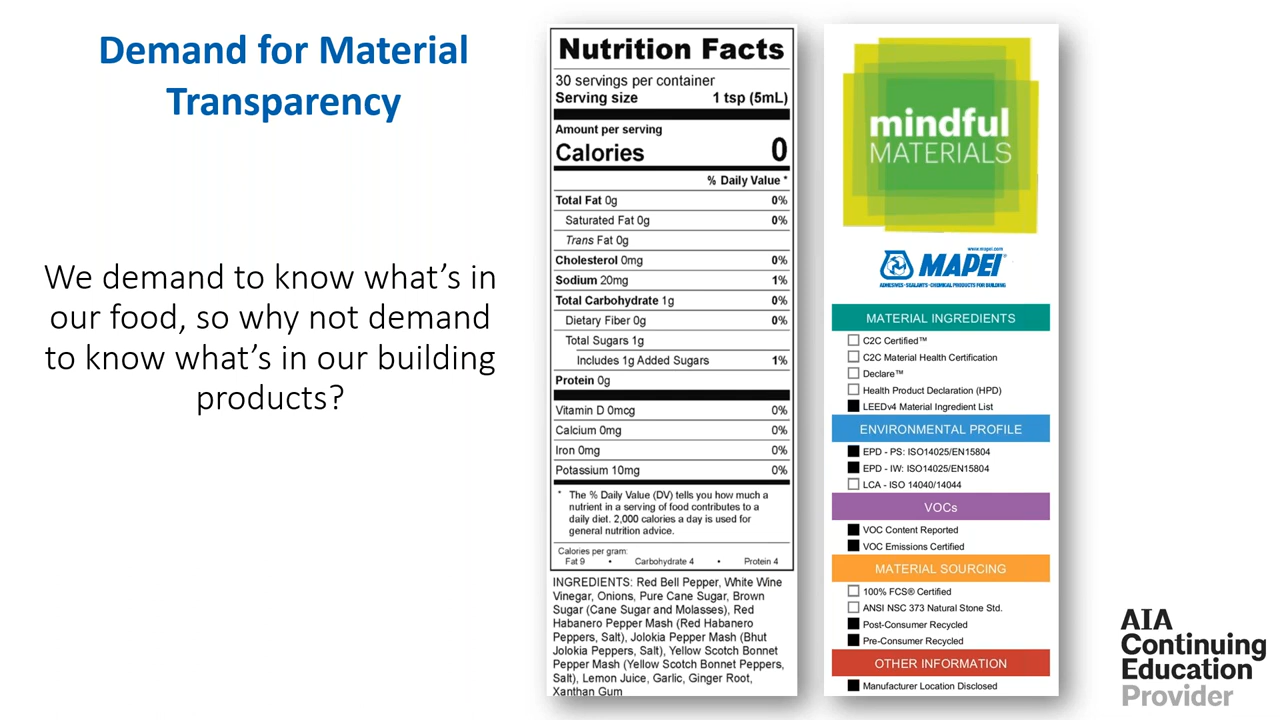 Demand for Material
Transparency
We demand to know what’s in
our food, so why not demand
to know what’s in our building
products?
Nutrition Facts
30 servings per container
Serving size 1 tsp (5mL)
Amount per serving
Calories 0
% Daily Value *
Total Fat 0g 0%
Saturated Fat 0g 0%
Trans Fat 0g
Cholesterol 0mg 0%
Sodium 20mg 1%
Total Carbohydrate 1g 0%
Dietary Fiber 0g 0%
Total Sugars 1g
Includes 1g Added Sugars 1%
Protein 0g
Vitamin D 0mcg 0%
Calcium 0mg 0%
Iron 0mg 0%
Potassium 10mg 0%
* The % Daily Value (DV) tells you how much a
nutrient in a serving of food contributes to a
daily diet. 2,000 calories a day is used for
general nutrition advice.
Calories per gram:
Fat 9 • Carbohydrate 4 • Protein 4
INGREDIENTS: Red Bell Pepper, White Wine
Vinegar, Onions, Pure Cane Sugar, Brown
Sugar (Cane Sugar and Molasses), Red
Habanero Pepper Mash (Red Habanero
Peppers, Salt), Jolokia Pepper Mash (Bhut
Jolokia Peppers, Salt), Yellow Scotch Bonnet
Pepper Mash (Yellow Scotch Bonnet Peppers,
Salt), Lemon Juice, Garlic, Ginger Root,
Xanthan Gum
mindful
MATERIALS
www.mapei.com
MAPEI
ADHESIVES • SEALANTS • CHEMICAL PRODUCTS FOR BUILDING
MATERIAL INGREDIENTS
C2C Certified™
C2C Material Health Certification
Declare™
Health Product Declaration (HPD)
LEEDv4 Material Ingredient List
ENVIRONMENTAL PROFILE
EPD - PS: ISO14025/EN15804
EPD - IW: ISO14025/EN15804
LCA - ISO 14040/14044
VOCs
VOC Content Reported
VOC Emissions Certified
MATERIAL SOURCING
100% FCS® Certified
ANSI NSC 373 Natural Stone Std.
Post-Consumer Recycled
Pre-Consumer Recycled
OTHER INFORMATION
Manufacturer Location Disclosed
AIA
Continuing
Education
Provider